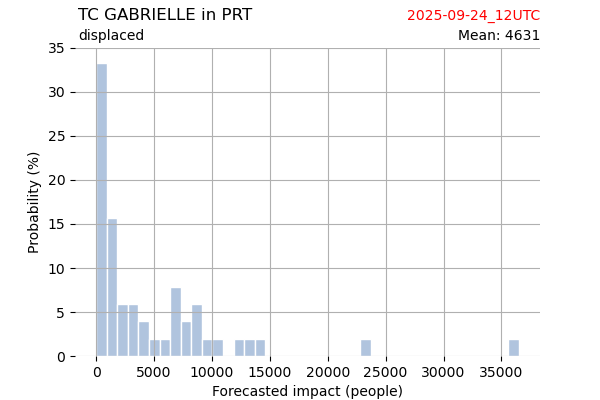 TC GABRIELLE in PRT
2025-09-24_12UTC
displaced
Mean: 4631
35
30
25
20
15
10
5
0
Probability (%)
0
5000
10000
15000
20000
25000
30000
35000
Forecasted impact (people)